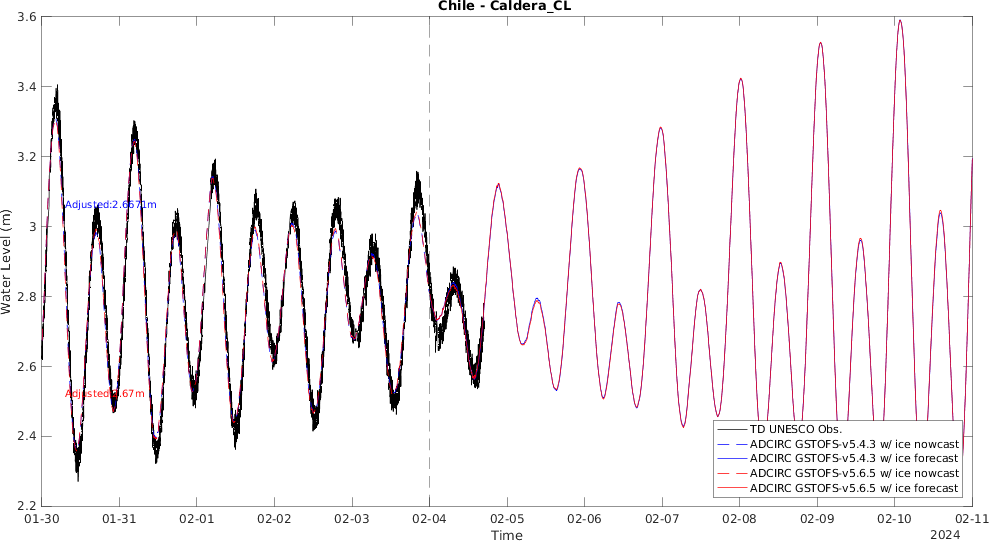 Chile - Caldera_CL
3.6
3.4
3.2
3
2.8
2.6
2.4
2.2
Water Level (m)
Adjusted:2.6671m
Adjusted:2.67m
TD UNESCO Obs.
ADCIRC GSTOFS-v5.4.3 w/ ice nowcast
ADCIRC GSTOFS-v5.4.3 w/ ice forecast
ADCIRC GSTOFS-v5.6.5 w/ ice nowcast
ADCIRC GSTOFS-v5.6.5 w/ ice forecast
01-30 01-31 02-01 02-02 02-03 02-04 02-05 02-06 02-07 02-08 02-09 02-10 02-11
Time
2024